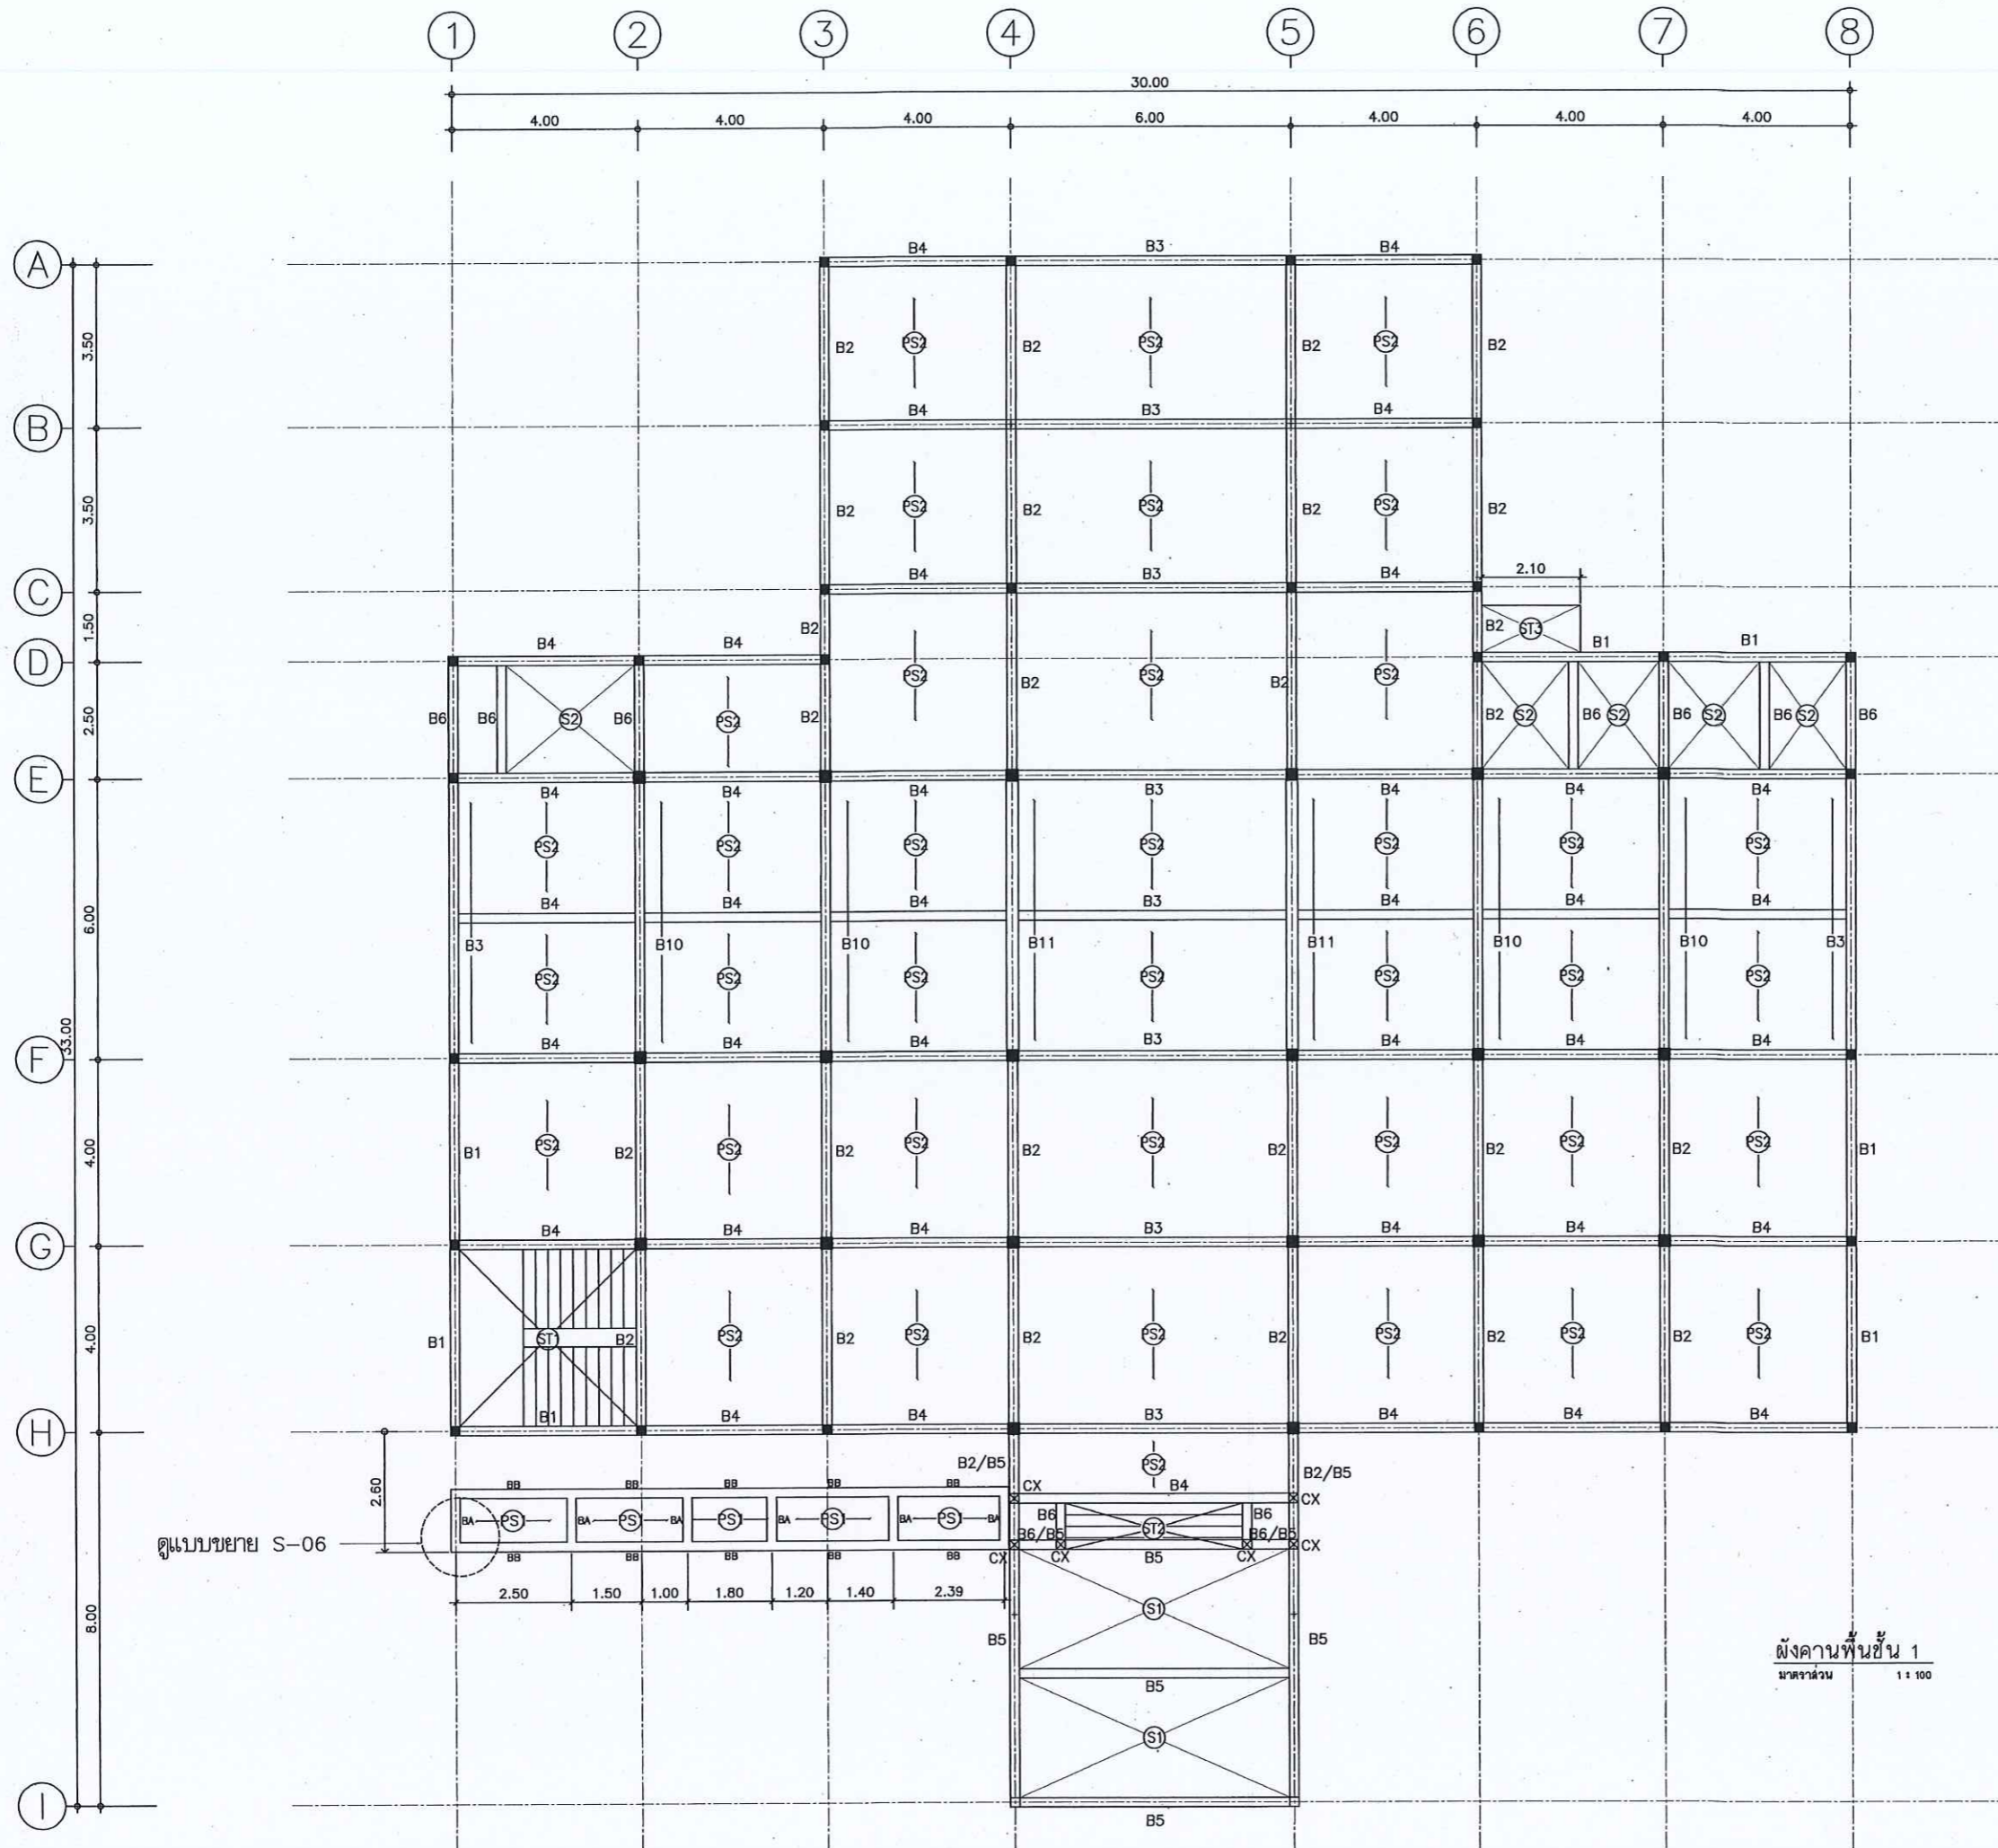 1 2 3 4 5 6 7 8
30.00
4.00 4.00 4.00 6.00 4.00 4.00 4.00
A
B4 B3 B4
3.50
B2 PS2 B2 PS2 B2 PS2 B2
B
B4 B3 B4
3.50
B2 PS2 B2 PS2 B2 PS2 B2
C
B4 B3 B4
2.10
1.50
B2 B2 ST3
D
B4 B4 B1 B1
PS2 B2 PS2 B2 PS2
2.50
B6 B6 S2 B6 PS2 B2 B2 S2 B6 S2 B6 S2 B6 S2 B6
E
B4 B4 B4 B3 B4 B4 B4
PS2 PS2 PS2 PS2 PS2 PS2 PS2
6.00
B4 B4 B4 B3 B4 B4 B4
B3 B10 B10 B11 B11 B10 B10 B3
PS2 PS2 PS2 PS2 PS2 PS2 PS2
33.00
F
B4 B4 B4 B3 B4 B4 B4
4.00
B1 PS2 B2 PS2 B2 PS2 B2 PS2 B2 PS2 B2 PS2 B2 PS2 B1
G
B4 B4 B4 B3 B4 B4 B4
4.00
B1 ST1 B2 PS2 B2 PS2 B2 PS2 B2 PS2 B2 PS2 B2 PS2 B1
H
B1 B4 B4 B3 B4 B4 B4
B2/B5 PS2 B2/B5
2.60
BB BB BB BB BB CX B4 CX
BA PS1 BA PS1 BA PS1 BA PS1 BA PS1 BA B6 ST2 B6
B6/B5 B6/B5
ดูแบบขยาย S-06
BB BB BB BB BB CX CX B5 CX CX
2.50 1.50 1.00 1.80 1.20 1.40 2.39
S1
8.00
B5 B5
B5
S1
ผังคานพื้นชั้น 1
มาตราส่วน 1 : 100
I
B5